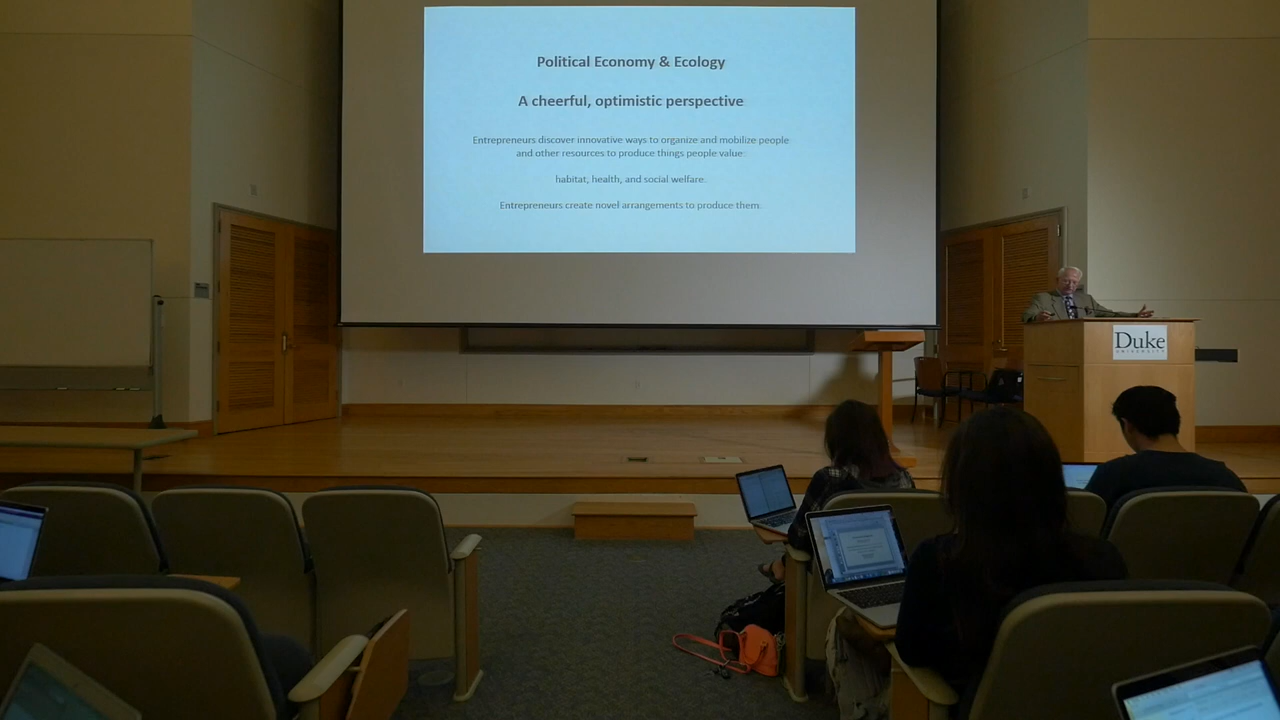 Political Economy & Ecology
A cheerful, optimistic perspective
Entrepreneurs discover innovative ways to organize and mobilize people
and other resources to produce things people value:
habitat, health, and social welfare.
Entrepreneurs create novel arrangements to produce them.
Duke
UNIVERSITY